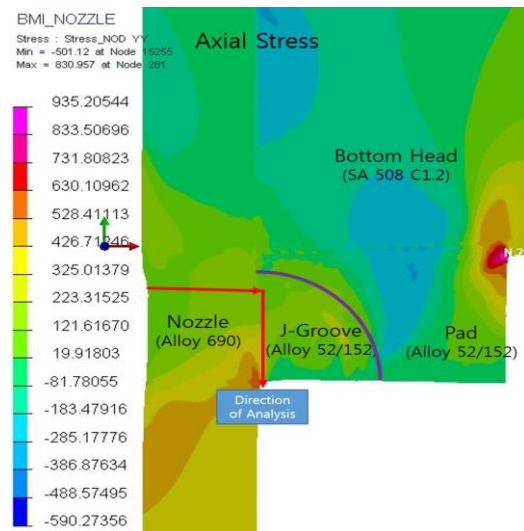 BMI_NOZZLE
Stress : Stress_NOD YY
Min = -501.12 at Node 15255
Max = 830.957 at Node 281
Axial Stress
935.20544
833.50696
731.80823
630.10962
528.41113
426.71246
325.01379
223.31525
121.61670
19.91803
-81.78055
-183.47916
-285.17776
-386.87634
-488.57495
-590.27356
Bottom Head
(SA 508 C1.2)
Nozzle
(Alloy 690)
J-Groove
(Alloy 52/152)
Pad
(Alloy 52/152)
Direction
of Analysis